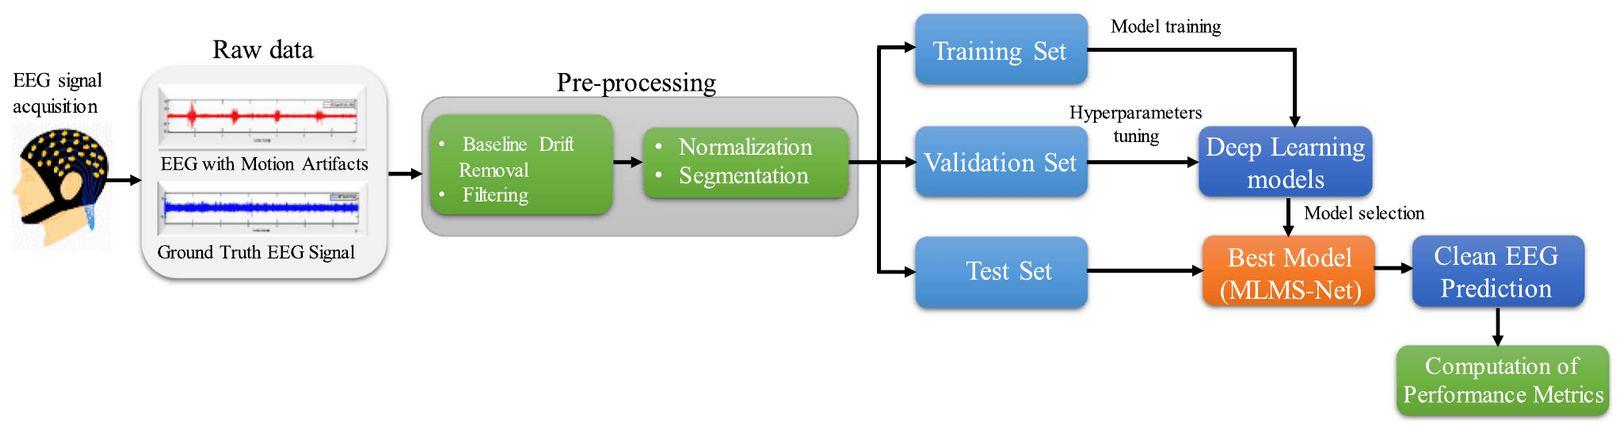 EEG signal
acquisition
Raw data
EEG with Motion Artifacts
Ground Truth EEG Signal
Pre-processing
• Baseline Drift
Removal
• Filtering
• Normalization
• Segmentation
Training Set
Model training
Validation Set
Hyperparameters
tuning
Test Set
Deep Learning
models
Model selection
Best Model
(MLMS-Net)
Clean EEG
Prediction
Computation of
Performance Metrics